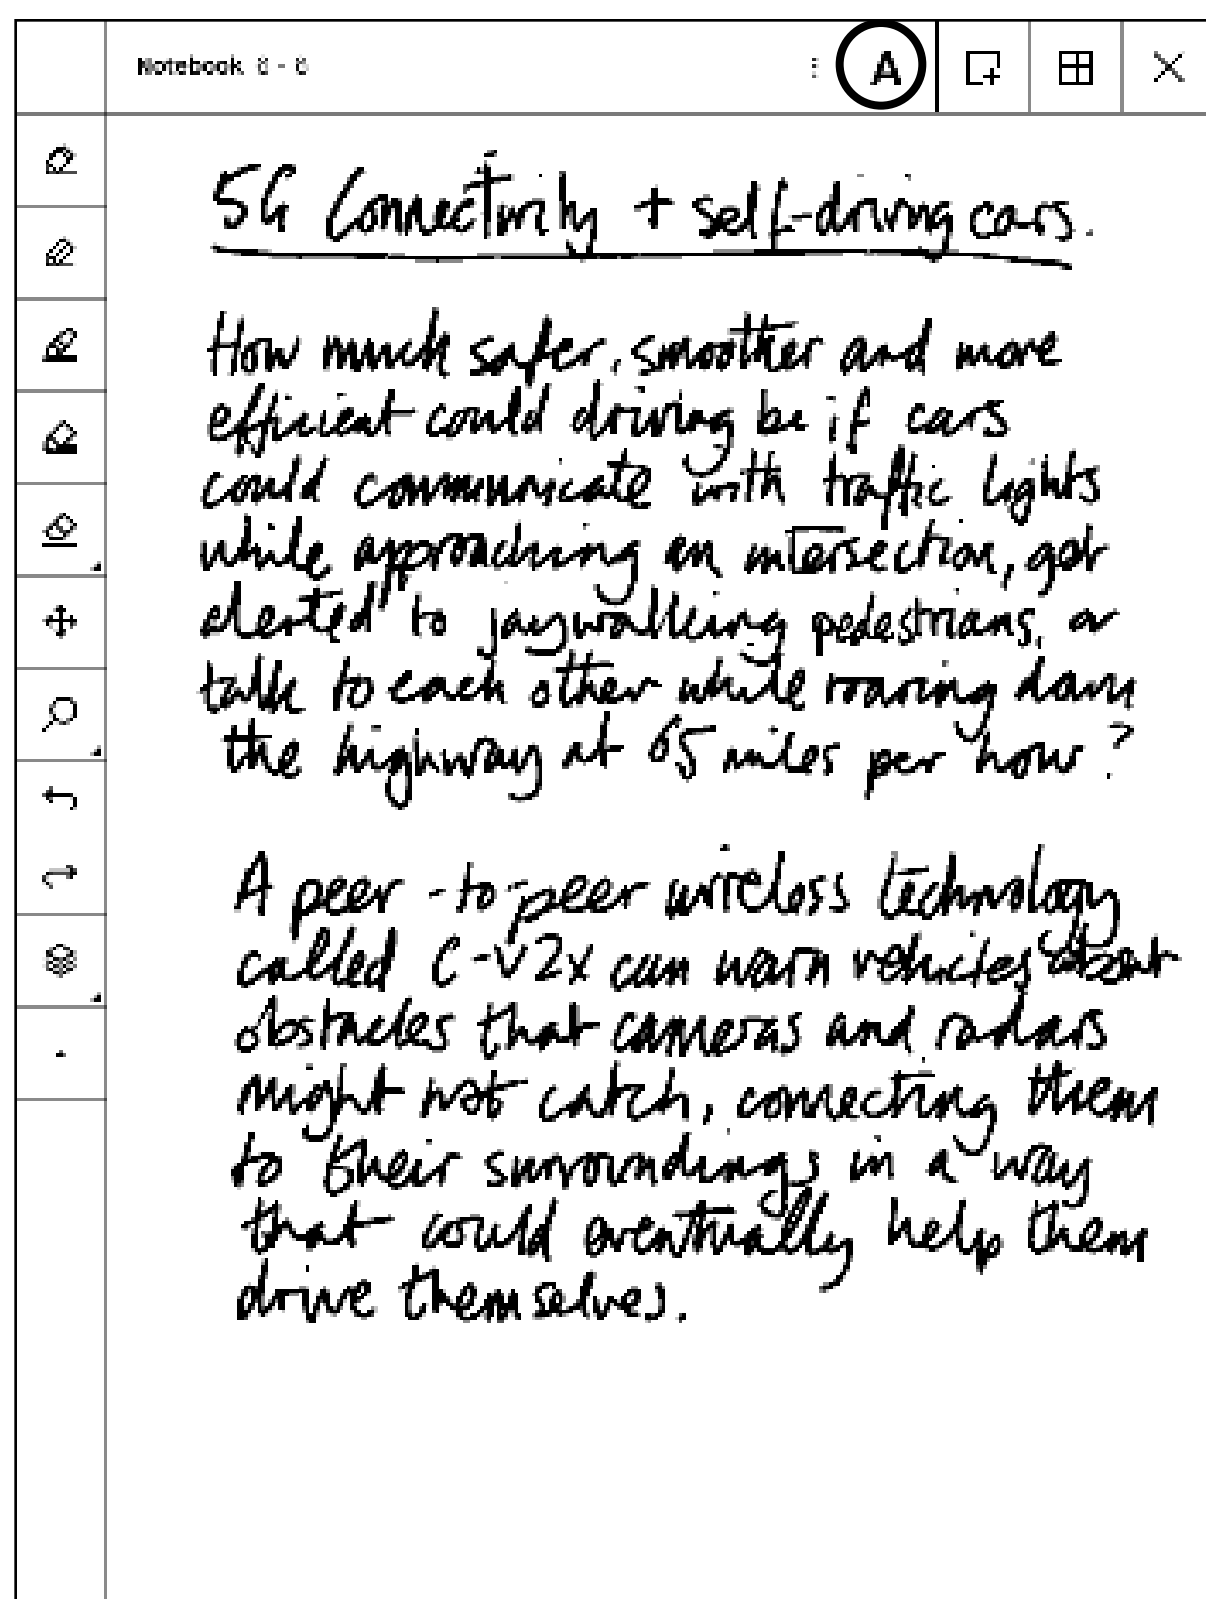 Notebook 6 - 6
A
5G Connectivity + self-driving cars.
How much safer, smoother and more
efficient could driving be if cars
could communicate with traffic lights
while approaching an intersection, got
alerted to jaywalking pedestrians, or
talk to each other while roaring down
the highway at 65 miles per hour?
A peer-to-peer wireless technology
called C-V2X can warn vehicles about
obstacles that cameras and radars
might not catch, connecting them
to their surroundings in a way
that could eventually help them
drive themselves.